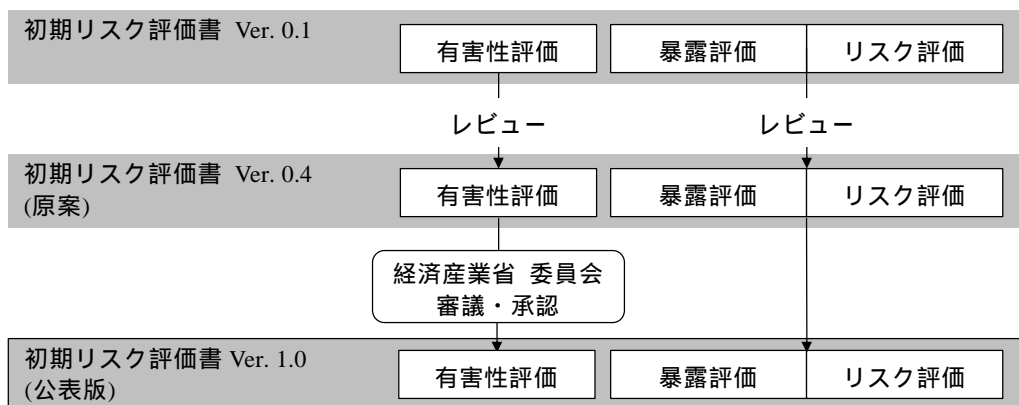 初期リスク評価書 Ver. 0.1
有害性評価 暴露評価 リスク評価
レビュー レビュー
初期リスク評価書 Ver. 0.4
(原案)
有害性評価 暴露評価 リスク評価
経済産業省 委員会
審議・承認
初期リスク評価書 Ver. 1.0
(公表版)
有害性評価 暴露評価 リスク評価